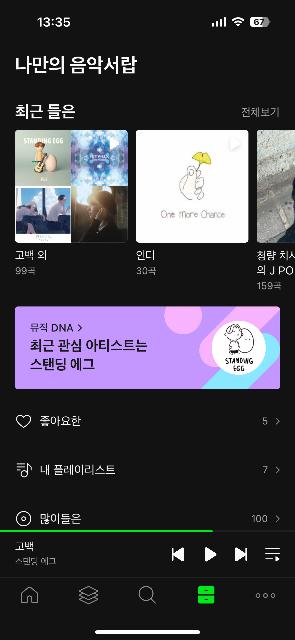 13:35
67
나만의 음악서랍
최근 들은
전체보기
STANDING EGG
One More Chance
고백 외
99곡
인디
30곡
청량 치사
의 J PO
159곡
뮤직 DNA >
최근 관심 아티스트는
스탠딩 에그
STANDING
EGG
좋아요한
5 >
내 플레이리스트
7 >
많이들은
100 >
고백
스탠딩 에그